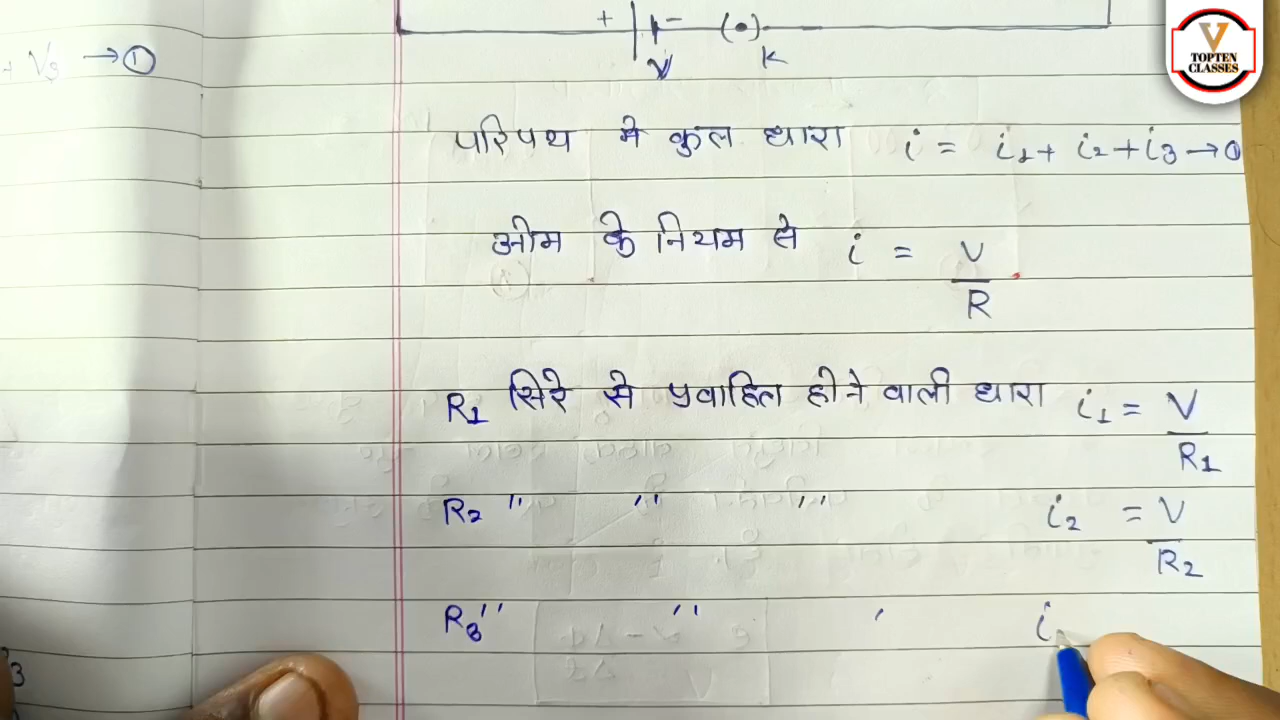 + -
V K
+ V3 → ①
परिपथ मे कुल धारा i = i1 + i2 + i3 → ①
ओम के नियम से i = V
R
R1 सिरे से प्रवाहित होने वाली धारा i1 = V
R1
R2 " " " i2 = V
R2
R3 " " ' i
3
V
TOPTEN
CLASSES